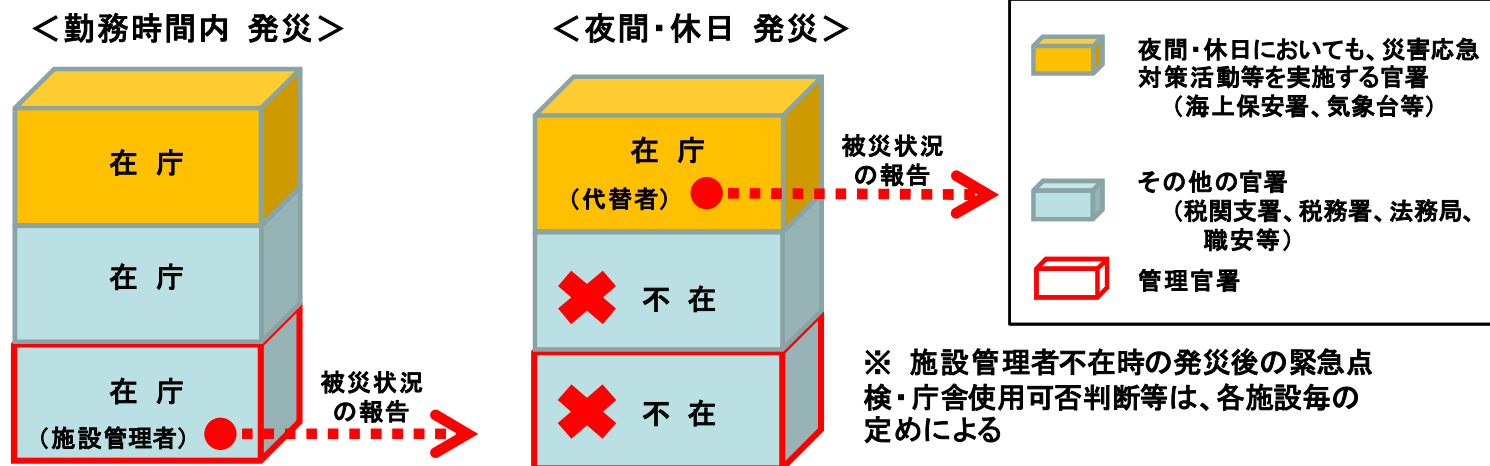 ＜勤務時間内 発災＞
在 庁
在 庁
在 庁
（施設管理者）
被災状況
の報告
＜夜間・休日 発災＞
在 庁
（代替者）
被災状況
の報告
不 在
不 在
夜間・休日においても、災害応急
対策活動等を実施する官署
（海上保安署、気象台等）
その他の官署
（税関支署、税務署、法務局、
職安等）
管理官署
※ 施設管理者不在時の発災後の緊急点
検・庁舎使用可否判断等は、各施設毎の
定めによる